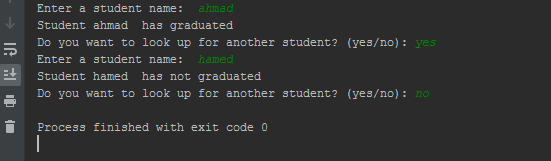 Enter a student name:  ahmad
Student ahmad  has graduated
Do you want to look up for another student? (yes/no): yes
Enter a student name:  hamed
Student hamed  has not graduated
Do you want to look up for another student? (yes/no): no
Process finished with exit code 0